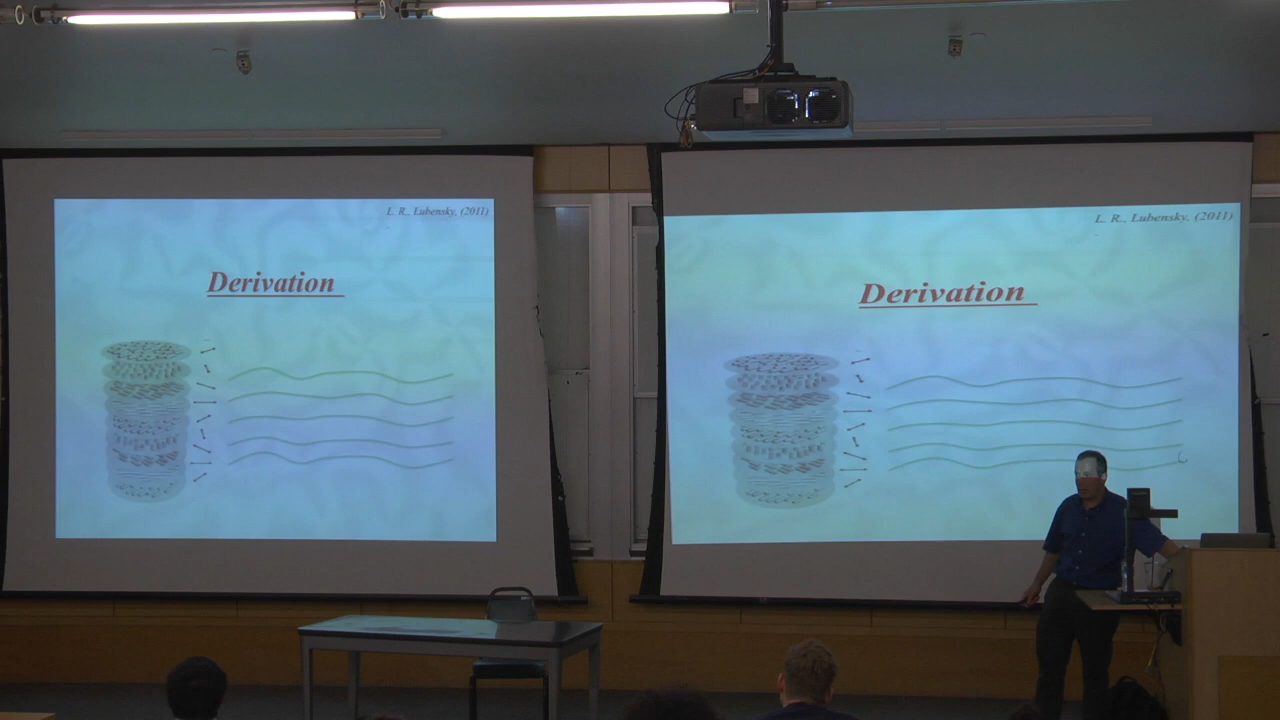 L. R., Lubensky, (2011)
Derivation
L. R., Lubensky, (2011)
Derivation